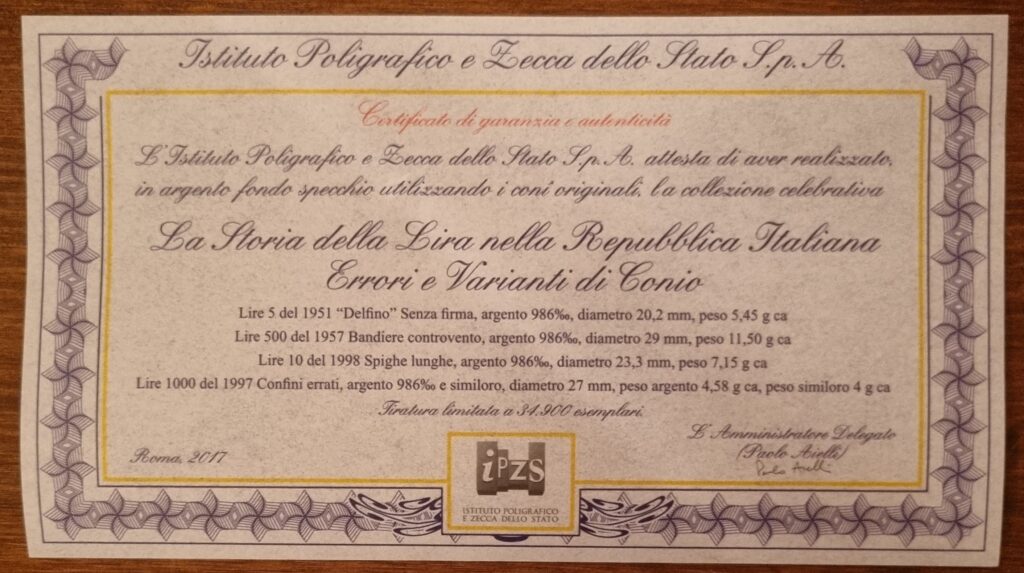 Istituto Poligrafico e Zecca dello Stato S.p.A.
Certificato di garanzia e autenticità
L'Istituto Poligrafico e Zecca dello Stato S.p.A. attesta di aver realizzato,
in argento fondo specchio utilizzando i conî originali, la collezione celebrativa
La Storia della Lira nella Repubblica Italiana
Errori e Varianti di Conio
Lire 5 del 1951 “Delfino” Senza firma, argento 986‰, diametro 20,2 mm, peso 5,45 g ca
Lire 500 del 1957 Bandiere controvento, argento 986‰, diametro 29 mm, peso 11,50 g ca
Lire 10 del 1998 Spighe lunghe, argento 986‰, diametro 23,3 mm, peso 7,15 g ca
Lire 1000 del 1997 Confini errati, argento 986‰ e similoro, diametro 27 mm, peso argento 4,58 g ca, peso similoro 4 g ca
Tiratura limitata a 34.900 esemplari.
L'Amministratore Delegato
(Paolo Aielli)
Paolo Aielli
Roma, 2017
iPZS
ISTITUTO POLIGRAFICO
E ZECCA DELLO STATO